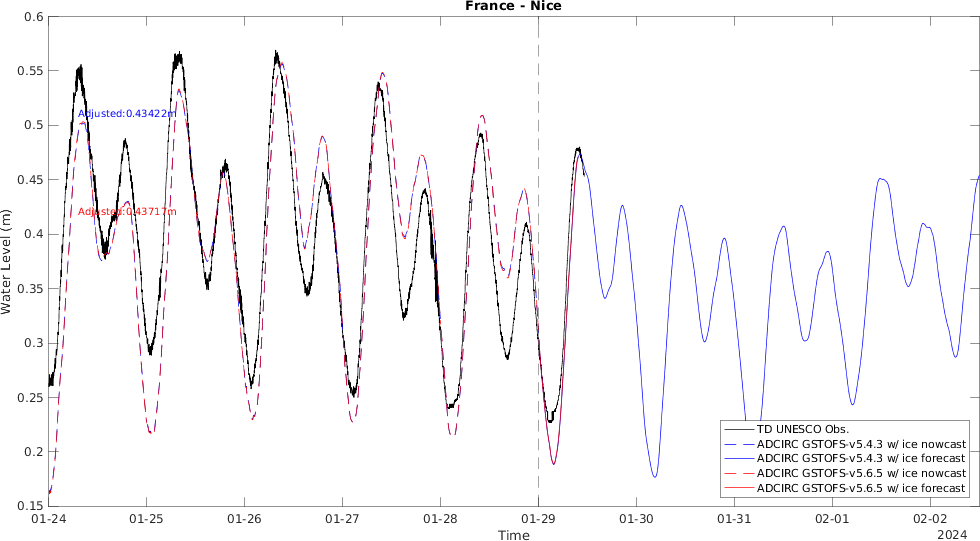 France - Nice
0.6
0.55
0.5
0.45
0.4
0.35
0.3
0.25
0.2
0.15
Water Level (m)
Adjusted:0.43422m
Adjusted:0.43717m
TD UNESCO Obs.
ADCIRC GSTOFS-v5.4.3 w/ ice nowcast
ADCIRC GSTOFS-v5.4.3 w/ ice forecast
ADCIRC GSTOFS-v5.6.5 w/ ice nowcast
ADCIRC GSTOFS-v5.6.5 w/ ice forecast
01-24 01-25 01-26 01-27 01-28 01-29 01-30 01-31 02-01 02-02
Time
2024